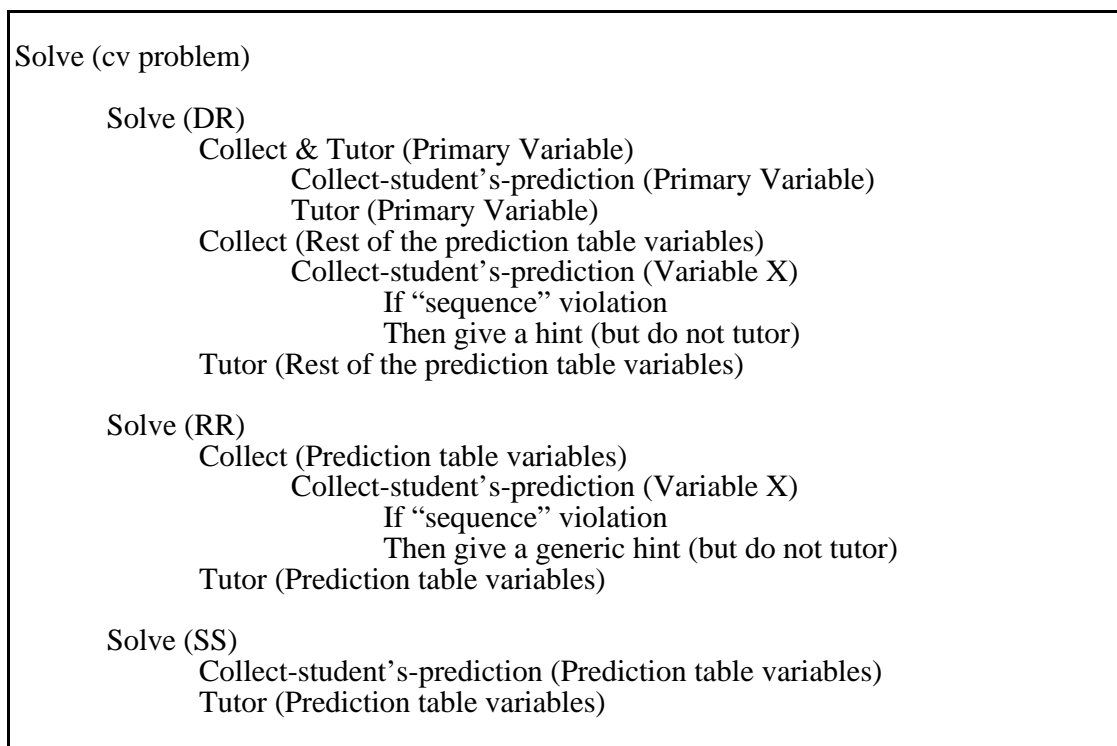 Solve (cv problem)
Solve (DR)
Collect & Tutor (Primary Variable)
Collect-student’s-prediction (Primary Variable)
Tutor (Primary Variable)
Collect (Rest of the prediction table variables)
Collect-student’s-prediction (Variable X)
If “sequence” violation
Then give a hint (but do not tutor)
Tutor (Rest of the prediction table variables)
Solve (RR)
Collect (Prediction table variables)
Collect-student’s-prediction (Variable X)
If “sequence” violation
Then give a generic hint (but do not tutor)
Tutor (Prediction table variables)
Solve (SS)
Collect-student’s-prediction (Prediction table variables)
Tutor (Prediction table variables)